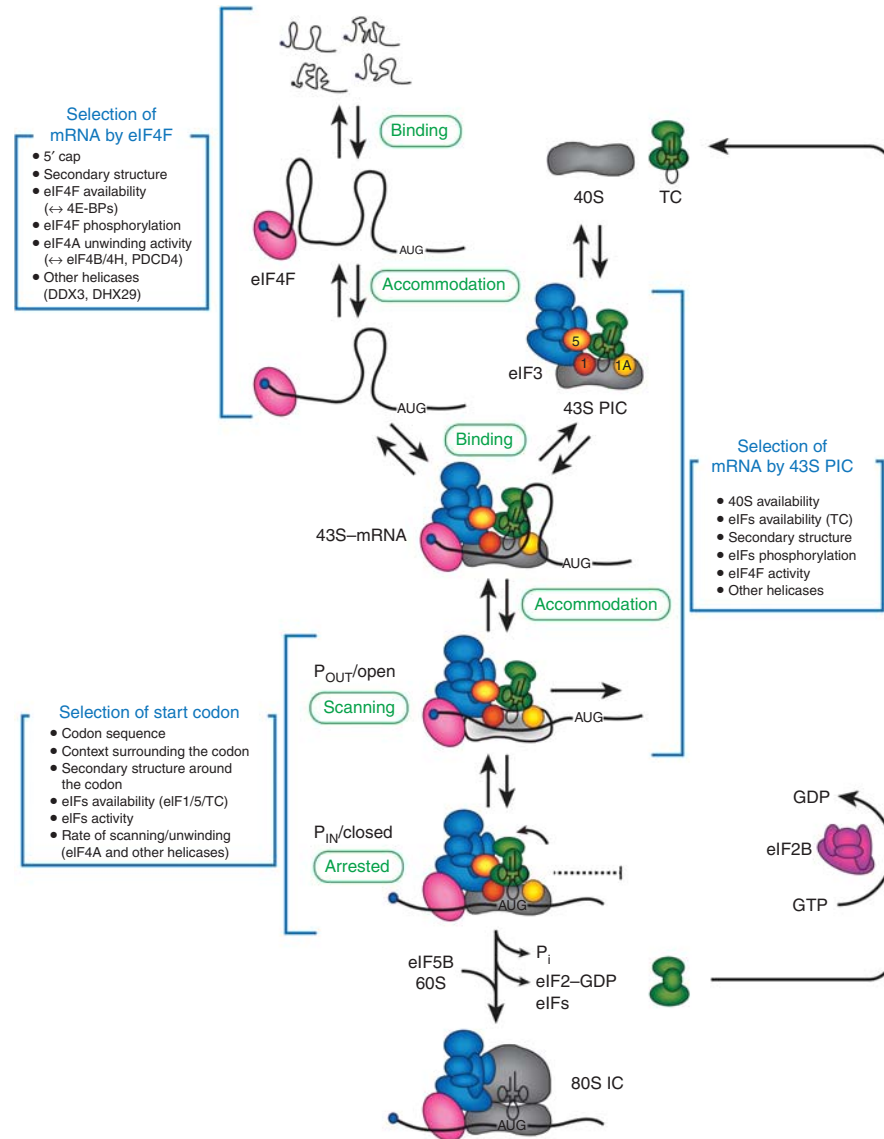 Selection of
mRNA by eIF4F
● 5′ cap
● Secondary structure
● eIF4F availability
(↔ 4E-BPs)
● eIF4F phosphorylation
● eIF4A unwinding activity
(↔ eIF4B/4H, PDCD4)
● Other helicases
(DDX3, DHX29)
Binding
eIF4F
AUG
Accommodation
AUG
40S
TC
eIF3
5
1
1A
43S PIC
Binding
43S–mRNA
AUG
Accommodation
Selection of
mRNA by 43S PIC
● 40S availability
● eIFs availability (TC)
● Secondary structure
● eIFs phosphorylation
● eIF4F activity
● Other helicases
Selection of start codon
● Codon sequence
● Context surrounding the codon
● Secondary structure around
the codon
● eIFs availability (eIF1/5/TC)
● eIFs activity
● Rate of scanning/unwinding
(eIF4A and other helicases)
POUT/open
Scanning
AUG
PIN/closed
Arrested
AUG
GDP
eIF2B
GTP
eIF5B
60S
Pi
eIF2–GDP
eIFs
80S IC
AUG